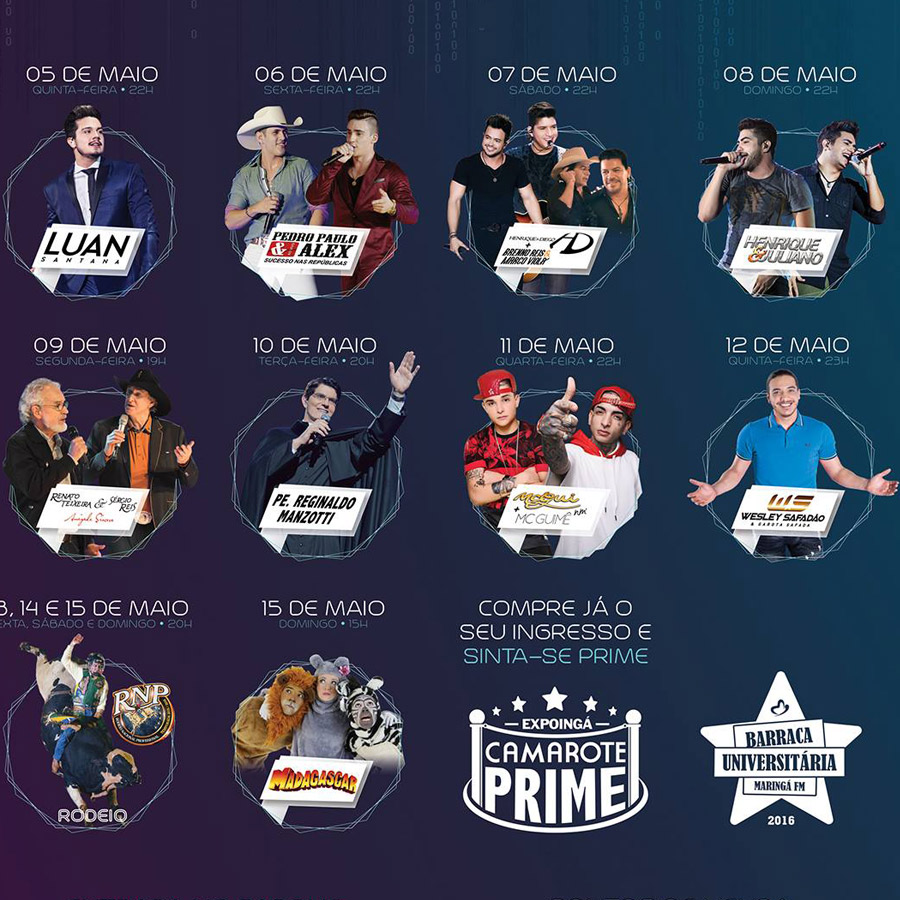 05 DE MAIO
QUINTA-FEIRA • 22H
LUAN
SANTANA
06 DE MAIO
SEXTA-FEIRA • 22H
PEDRO PAULO
& ALEX
SUCESSO NAS REPÚBLICAS
07 DE MAIO
SÁBADO • 22H
HENRIQUE & DIEGO
HD
+
BRENNO REIS &
MARCO VIOLA
08 DE MAIO
DOMINGO • 22H
HENRIQUE
& JULIANO
09 DE MAIO
SEGUNDA-FEIRA • 19H
RENATO TEIXEIRA & SÉRGIO REIS
Amizade Sincera
10 DE MAIO
TERÇA-FEIRA • 20H
PE. REGINALDO
MANZOTTI
11 DE MAIO
QUARTA-FEIRA • 22H
McGui
+ MC GUIMÊ
12 DE MAIO
QUINTA-FEIRA • 23H
WS
WESLEY SAFADÃO
& GAROTA SAFADA
3, 14 E 15 DE MAIO
EXTA, SÁBADO E DOMINGO • 20H
RNP
RODEIO
15 DE MAIO
DOMINGO • 15H
MADAGASCAR
COMPRE JÁ O
SEU INGRESSO E
SINTA-SE PRIME
EXPOINGÁ
CAMAROTE
PRIME
BARRACA
UNIVERSITÁRIA
MARINGÁ FM
2016